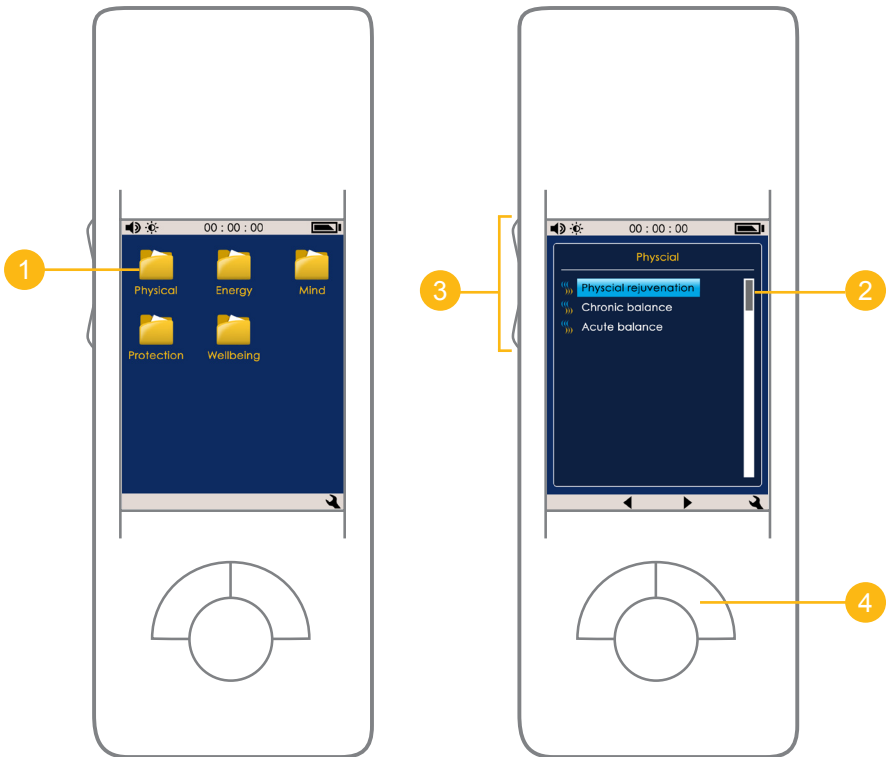 00 : 00 : 00
Physical Energy Mind
Protection Wellbeing
1
00 : 00 : 00
Physcial
Physcial rejuvenation
Chronic balance
Acute balance
3
2
4